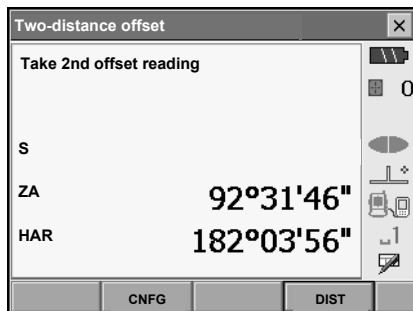 Two-distance offset
Take 2nd offset reading
0
S
ZA 92°31'46"
HAR 182°03'56"
1
CNFG DIST